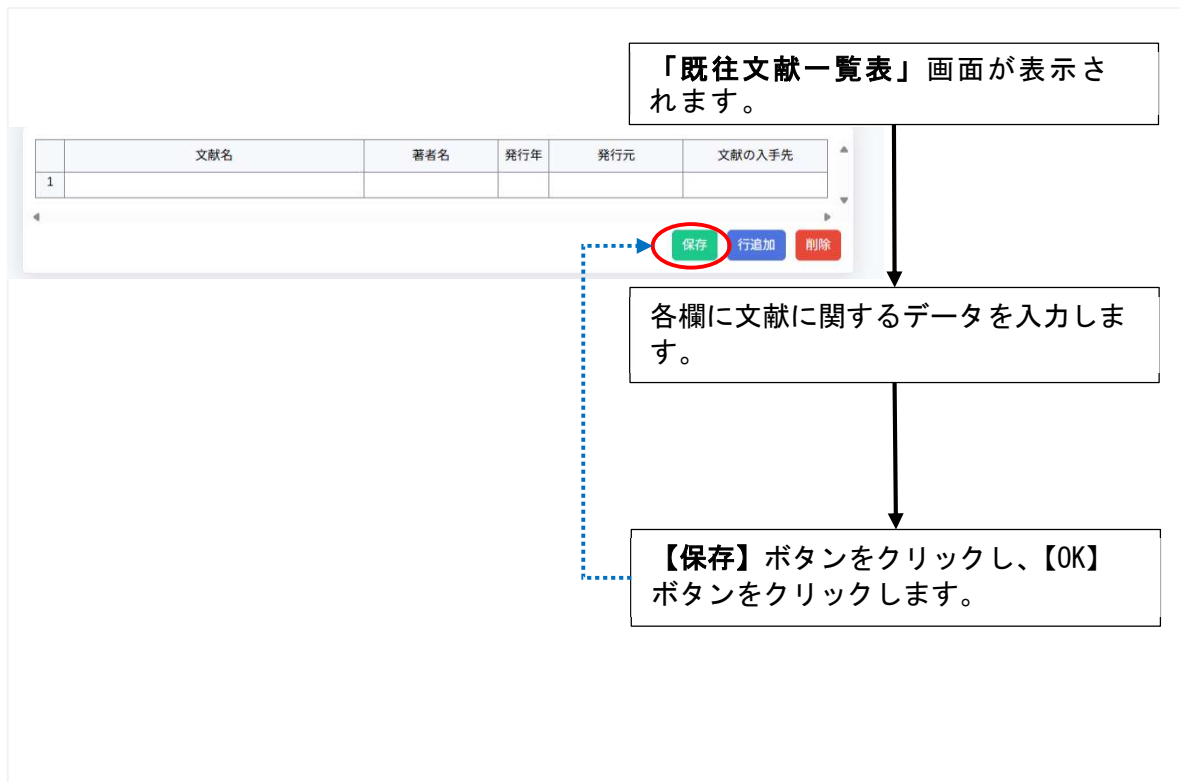 「既往文献一覧表」画面が表示さ
れます。
文献名 著者名 発行年 発行元 文献の入手先
1
保存 行追加 削除
各欄に文献に関するデータを入力しま
す。
【保存】ボタンをクリックし、【OK】
ボタンをクリックします。